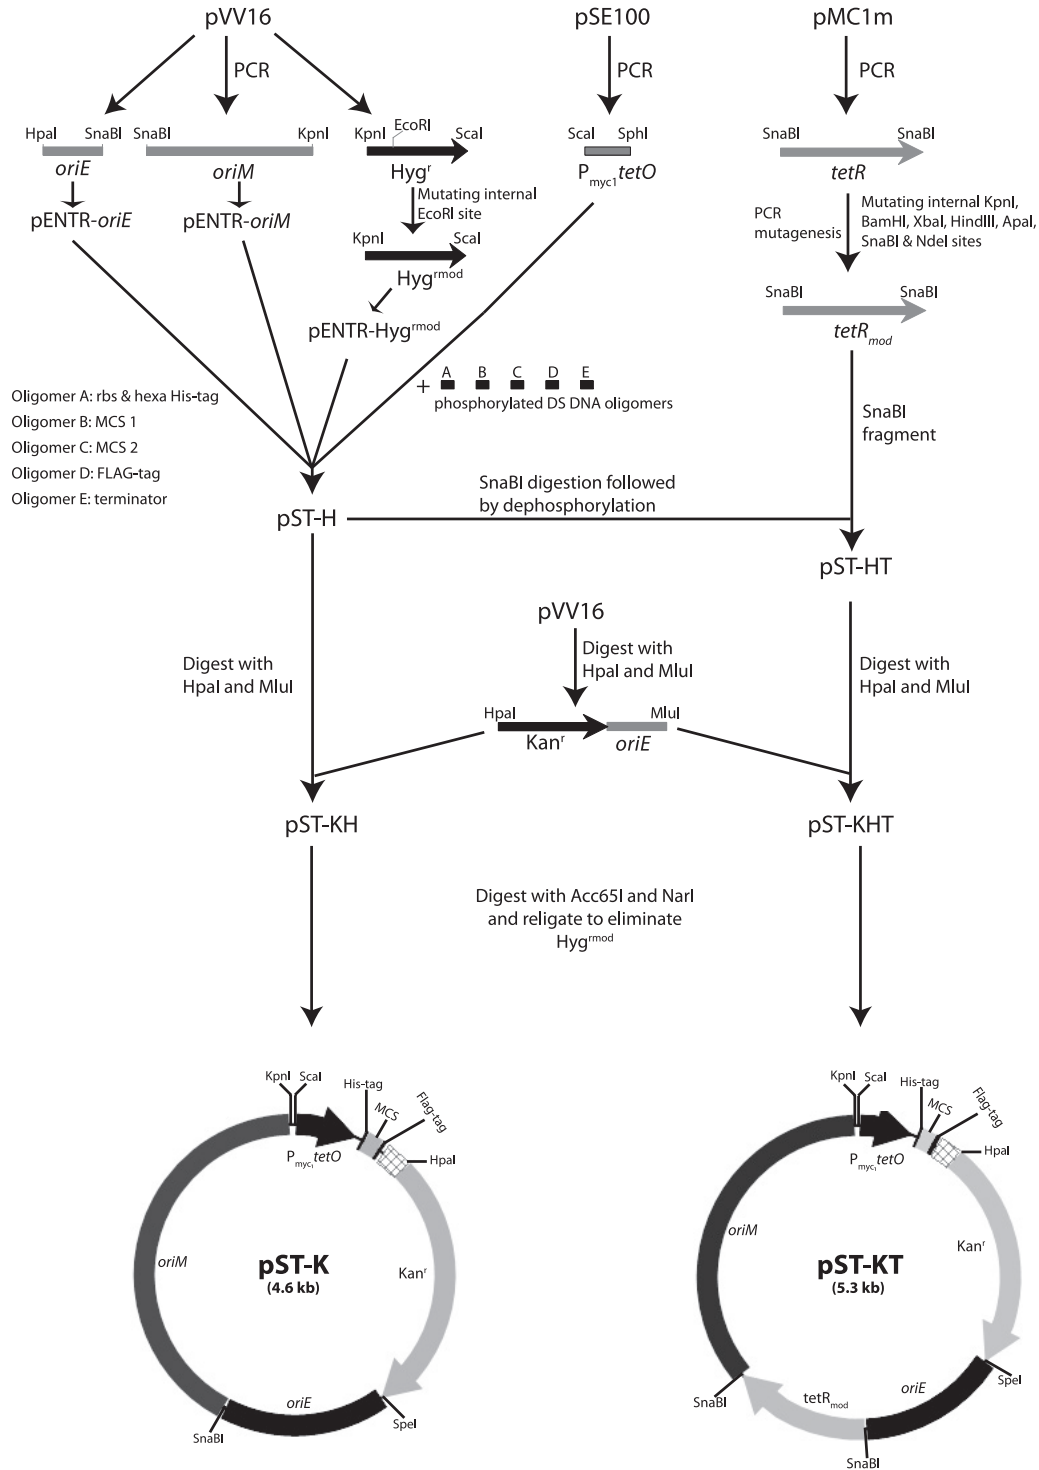 pVV16
pSE100
pMC1m
PCR
PCR
PCR
HpaI
SnaBI
SnaBI
KpnI
KpnI
EcoRI
ScaI
ScaI
SphI
SnaBI
SnaBI
oriE
oriM
Hygr
Pmyc1 tetO
tetR
pENTR-oriE
pENTR-oriM
Mutating internal
EcoRI site
PCR
mutagenesis
Mutating internal KpnI,
BamHI, XbaI, HindIII, ApaI,
SnaBI & NdeI sites
KpnI
ScaI
Hygrmod
SnaBI
SnaBI
tetRmod
pENTR-Hygrmod
+
A B C D E
phosphorylated DS DNA oligomers
Oligomer A: rbs & hexa His-tag
Oligomer B: MCS 1
Oligomer C: MCS 2
Oligomer D: FLAG-tag
Oligomer E: terminator
SnaBI
fragment
SnaBI digestion followed
by dephosphorylation
pST-H
pST-HT
pVV16
Digest with
HpaI and MluI
Digest with
HpaI and MluI
Digest with
HpaI and MluI
HpaI
MluI
Kanr
oriE
pST-KH
pST-KHT
Digest with Acc65I and NarI
and religate to eliminate
Hygrmod
KpnI
ScaI
His-tag
MCS
Flag-tag
HpaI
Pmyc1 tetO
oriM
pST-K
(4.6 kb)
Kanr
oriE
SpeI
SnaBI
KpnI
ScaI
His-tag
MCS
Flag-tag
HpaI
Pmyc1 tetO
oriM
pST-KT
(5.3 kb)
Kanr
SpeI
oriE
tetRmod
SnaBI
SnaBI